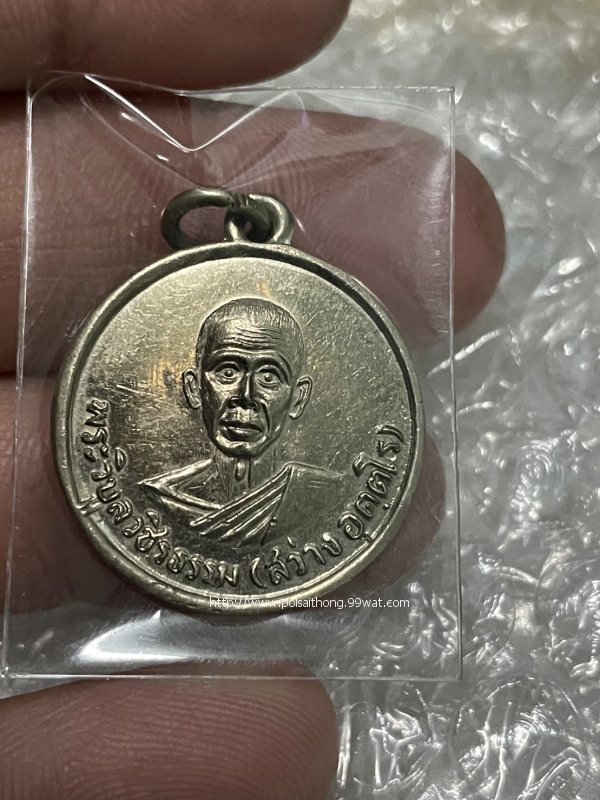 พระวิบูลวชิรธรรม (สว่าง อุตตโร)
http://www.polsaithong.99wat.com